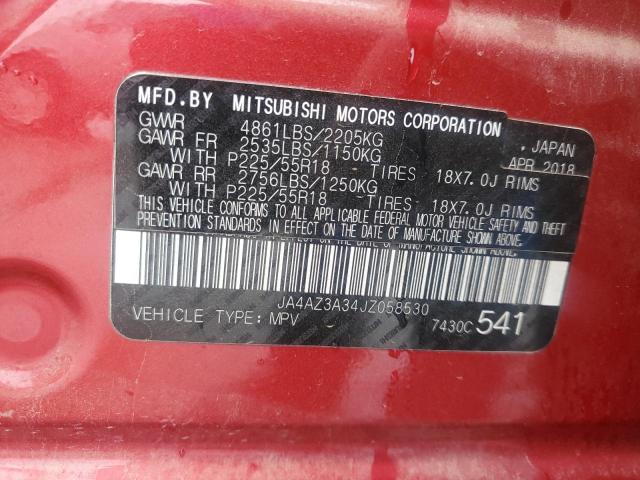 MFD.BY MITSUBISHI MOTORS CORPORATION
GVWR 4861LBS/2205KG , JAPAN
GAWR FR 2535LBS/1150KG APR 2018
WITH P225/55R18 TIRES 18X7.0J RIMS
GAWR RR 2756LBS/1250KG
WITH P225/55R18 TIRES 18X7.0J RIMS
THIS VEHICLE CONFORMS TO ALL APPLICABLE FEDERAL MOTOR VEHICLE SAFETY AND THEFT
PREVENTION STANDARDS IN EFFECT ON THE DATE OF MANUFACTURE SHOWN ABOVE.
JA4AZ3A34JZ058530
VEHICLE TYPE: MPV 7430C 541